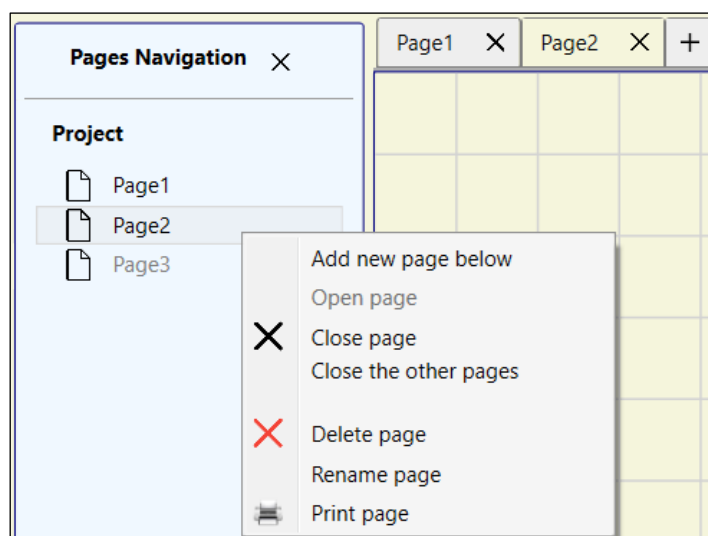 Pages Navigation
Page1
Page2
+
Project
Page1
Page2
Page3
Add new page below
Open page
Close page
Close the other pages
Delete page
Rename page
Print page